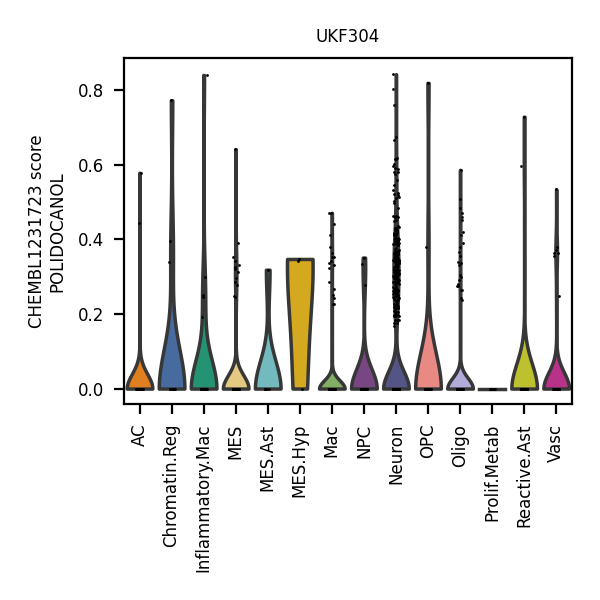 UKF304
CHEMBL1231723 score
POLIDOCANOL
0.8
0.6
0.4
0.2
0.0
AC
Chromatin.Reg
Inflammatory.Mac
MES
MES.Ast
MES.Hyp
Mac
NPC
Neuron
OPC
Oligo
Prolif.Metab
Reactive.Ast
Vasc